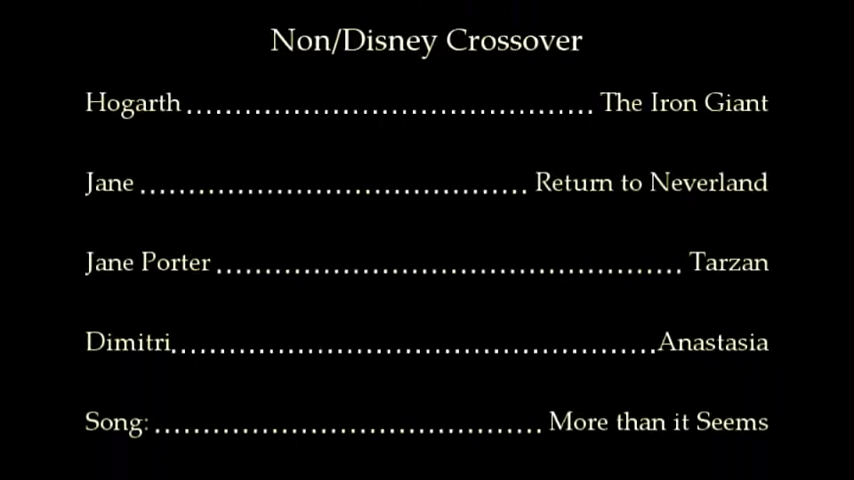 Non/Disney Crossover
Hogarth ........................................... The Iron Giant
Jane ......................................... Return to Neverland
Jane Porter ................................................. Tarzan
Dimitri...................................................Anastasia
Song: ......................................... More than it Seems